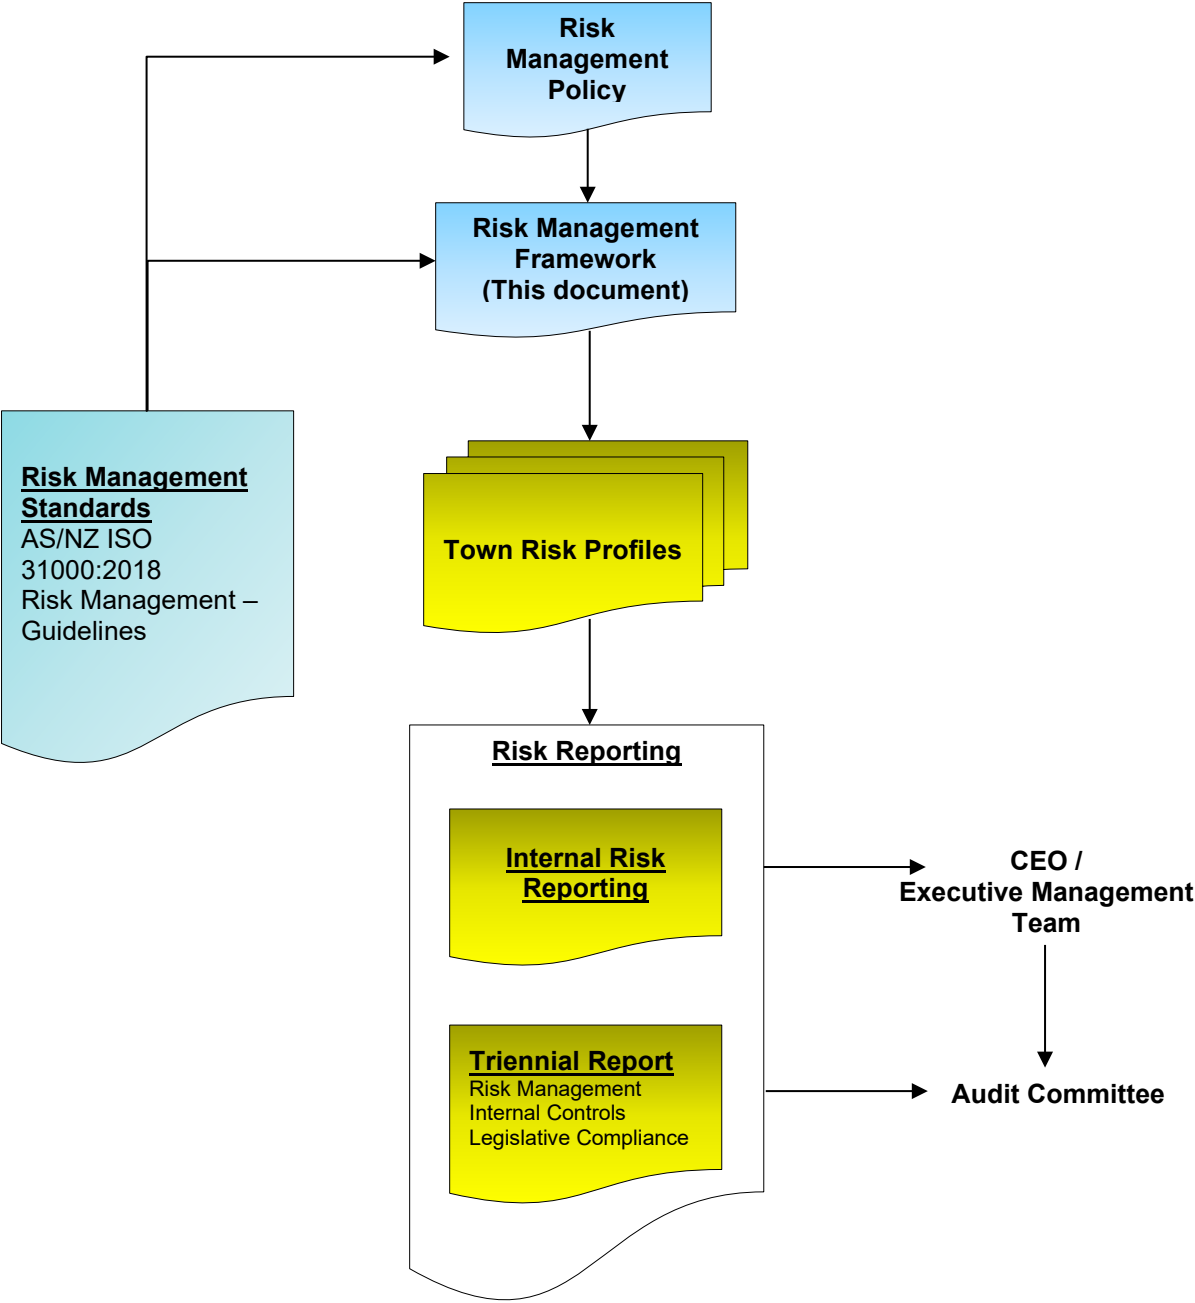 Risk
Management
Policy
Risk Management
Framework
(This document)
Risk Management
Standards
AS/NZ ISO
31000:2018
Risk Management –
Guidelines
Town Risk Profiles
Risk Reporting
Internal Risk
Reporting
CEO /
Executive Management
Team
Triennial Report
Risk Management
Internal Controls
Legislative Compliance
Audit Committee